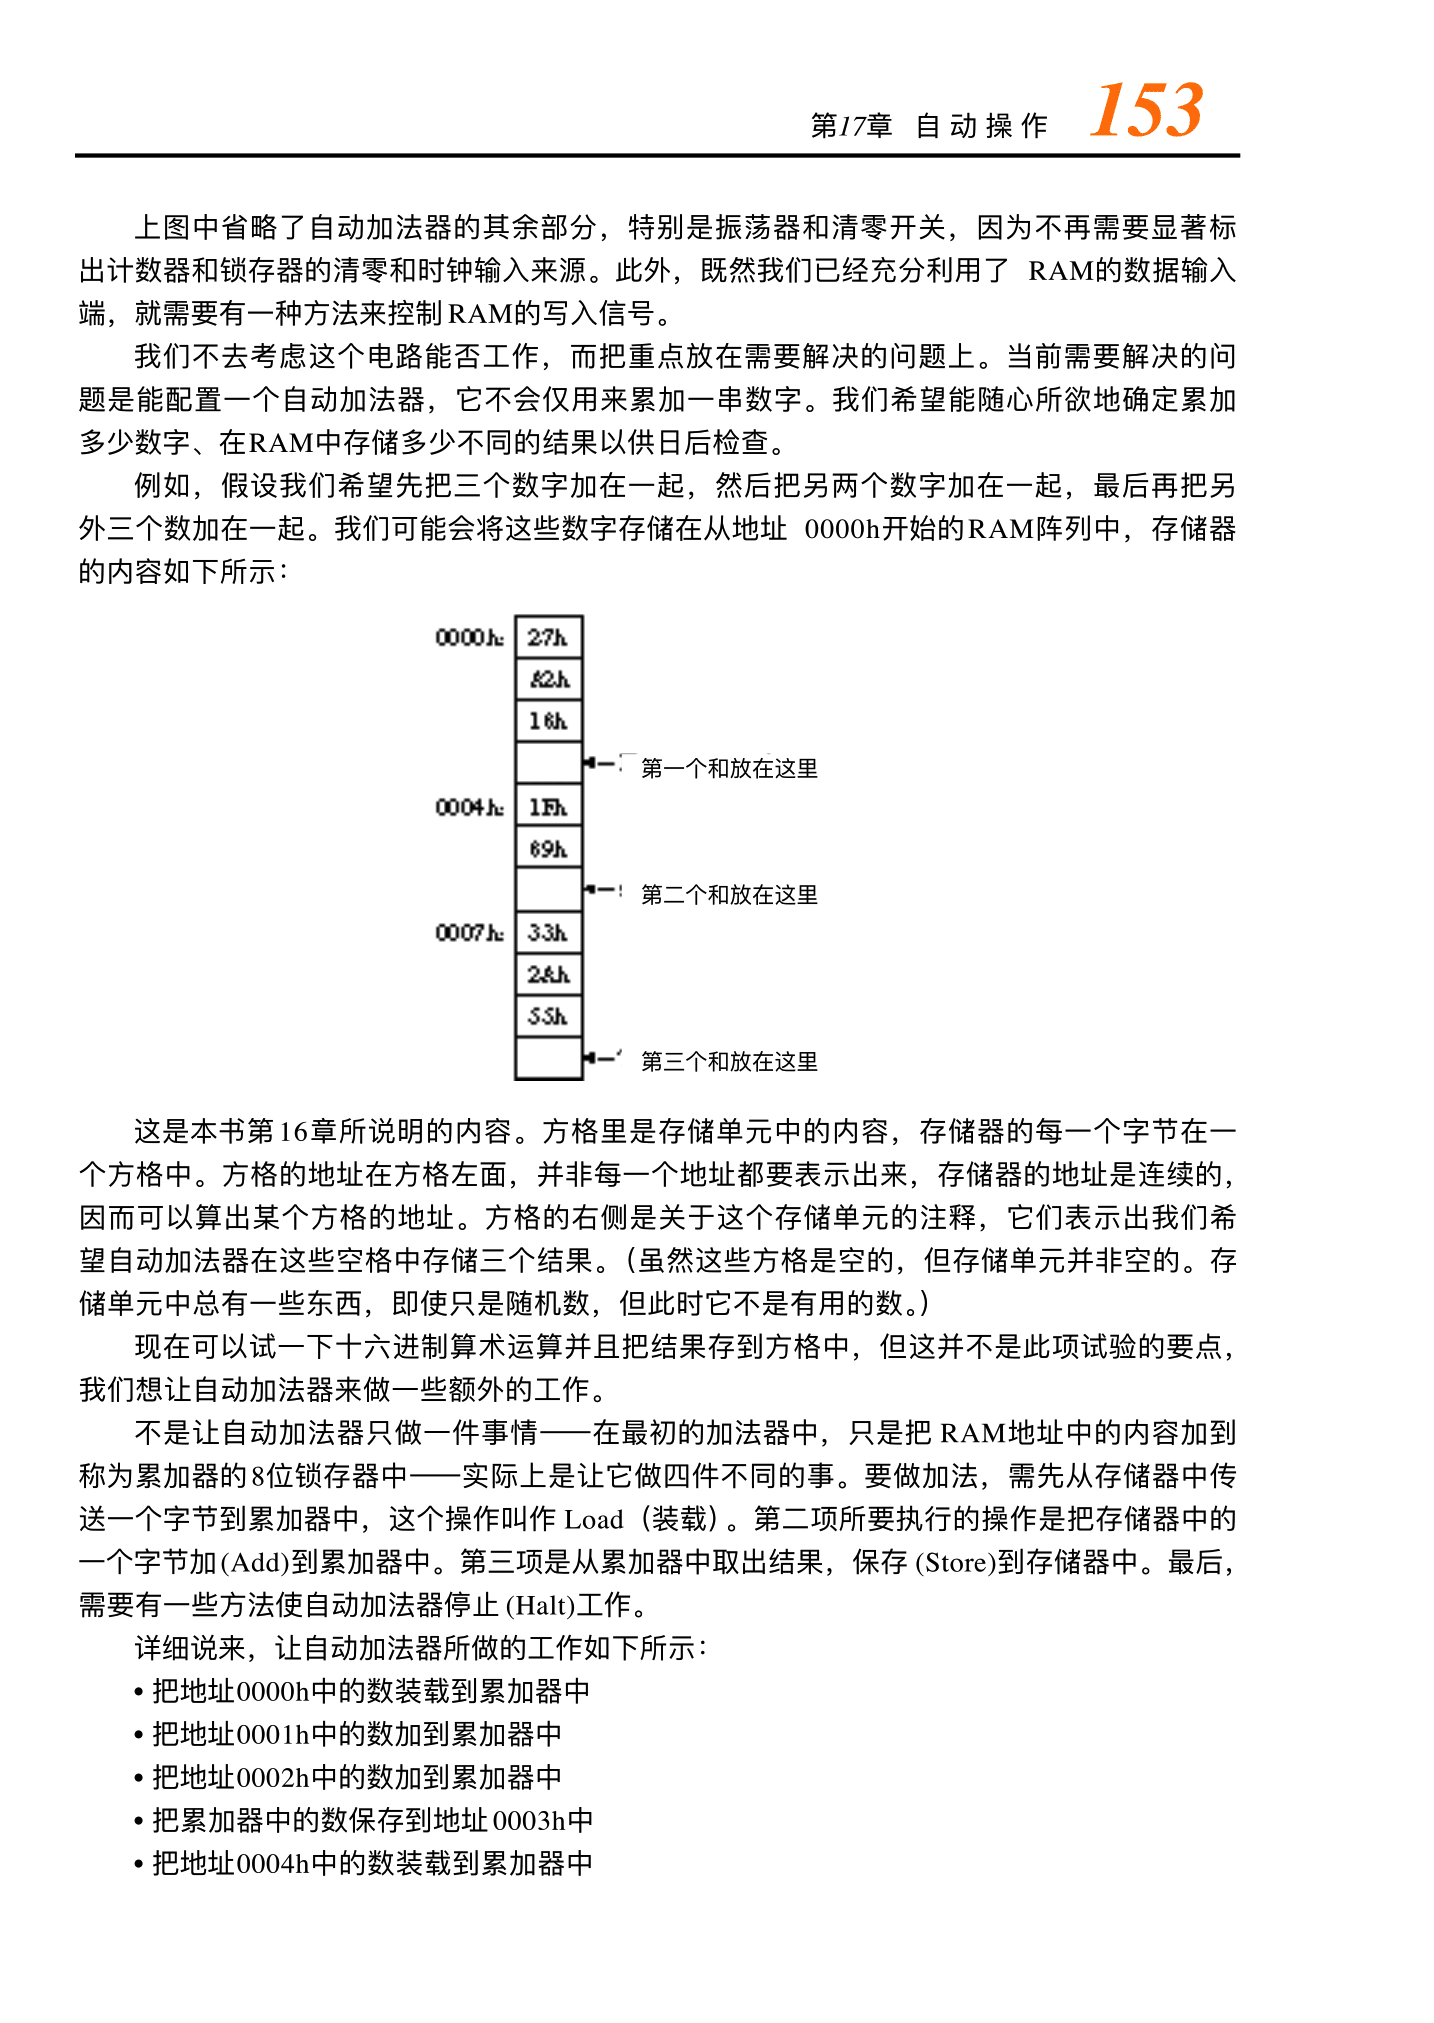 第17章 自动操作 153
上图中省略了自动加法器的其余部分，特别是振荡器和清零开关，因为不再需要显著标
出计数器和锁存器的清零和时钟输入来源。此外，既然我们已经充分利用了 RAM的数据输入
端，就需要有一种方法来控制RAM的写入信号。
我们不去考虑这个电路能否工作，而把重点放在需要解决的问题上。当前需要解决的问
题是能配置一个自动加法器，它不会仅用来累加一串数字。我们希望能随心所欲地确定累加
多少数字、在RAM中存储多少不同的结果以供日后检查。
例如，假设我们希望先把三个数字加在一起，然后把另两个数字加在一起，最后再把另
外三个数加在一起。我们可能会将这些数字存储在从地址 0000h开始的RAM阵列中，存储器
的内容如下所示：
0000h: 27h
A2h
16h
第一个和放在这里
0004h: 1Fh
89h
第二个和放在这里
0007h: 33h
2Ah
55h
第三个和放在这里
这是本书第16章所说明的内容。方格里是存储单元中的内容，存储器的每一个字节在一
个方格中。方格的地址在方格左面，并非每一个地址都要表示出来，存储器的地址是连续的，
因而可以算出某个方格的地址。方格的右侧是关于这个存储单元的注释，它们表示出我们希
望自动加法器在这些空格中存储三个结果。（虽然这些方格是空的，但存储单元并非空的。存
储单元中总有一些东西，即使只是随机数，但此时它不是有用的数。）
现在可以试一下十六进制算术运算并且把结果存到方格中，但这并不是此项试验的要点，
我们想让自动加法器来做一些额外的工作。
不是让自动加法器只做一件事情——在最初的加法器中，只是把 RAM地址中的内容加到
称为累加器的8位锁存器中——实际上是让它做四件不同的事。要做加法，需先从存储器中传
送一个字节到累加器中，这个操作叫作 Load（装载）。第二项所要执行的操作是把存储器中的
一个字节加(Add)到累加器中。第三项是从累加器中取出结果，保存 (Store)到存储器中。最后，
需要有一些方法使自动加法器停止 (Halt)工作。
详细说来，让自动加法器所做的工作如下所示：
• 把地址0000h中的数装载到累加器中
• 把地址0001h中的数加到累加器中
• 把地址0002h中的数加到累加器中
• 把累加器中的数保存到地址0003h中
• 把地址0004h中的数装载到累加器中